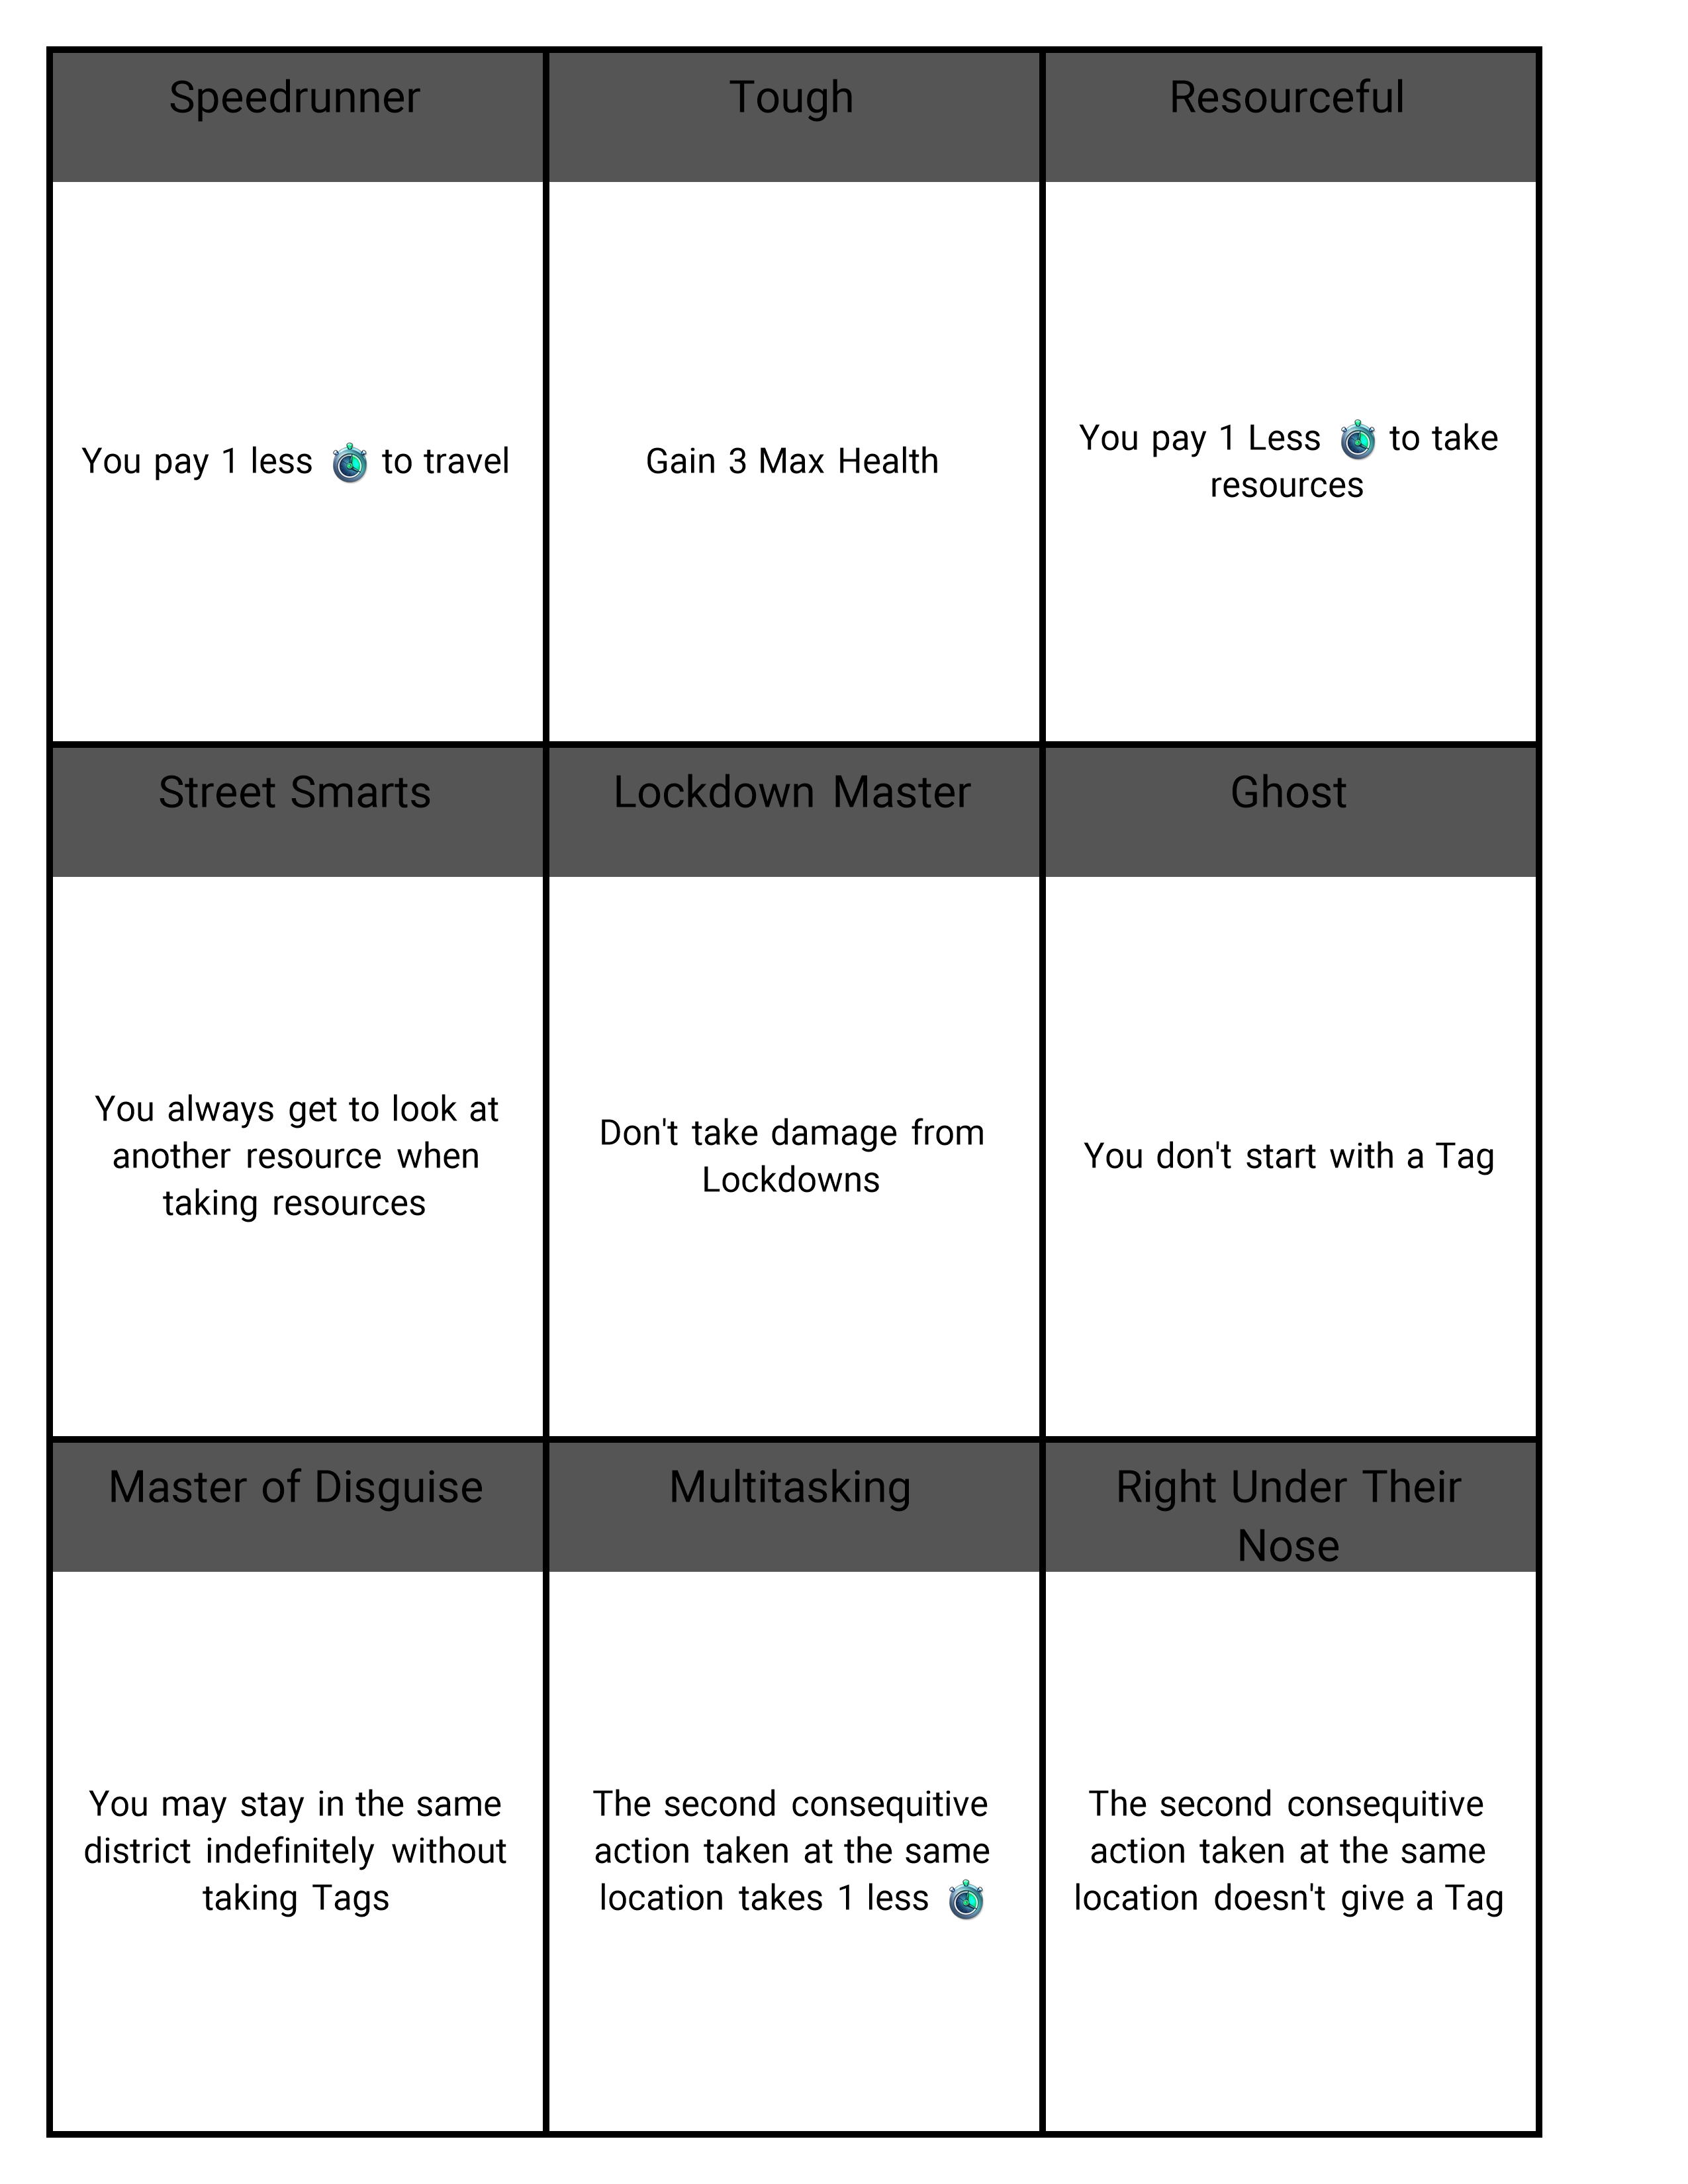 Speedrunner
You pay 1 less to travel
Tough
Gain 3 Max Health
Resourceful
You pay 1 Less to take
resources
Street Smarts
You always get to look at
another resource when
taking resources
Lockdown Master
Don't take damage from
Lockdowns
Ghost
You don't start with a Tag
Master of Disguise
You may stay in the same
district indefinitely without
taking Tags
Multitasking
The second consequitive
action taken at the same
location takes 1 less
Right Under Their
Nose
The second consequitive
action taken at the same
location doesn't give a Tag